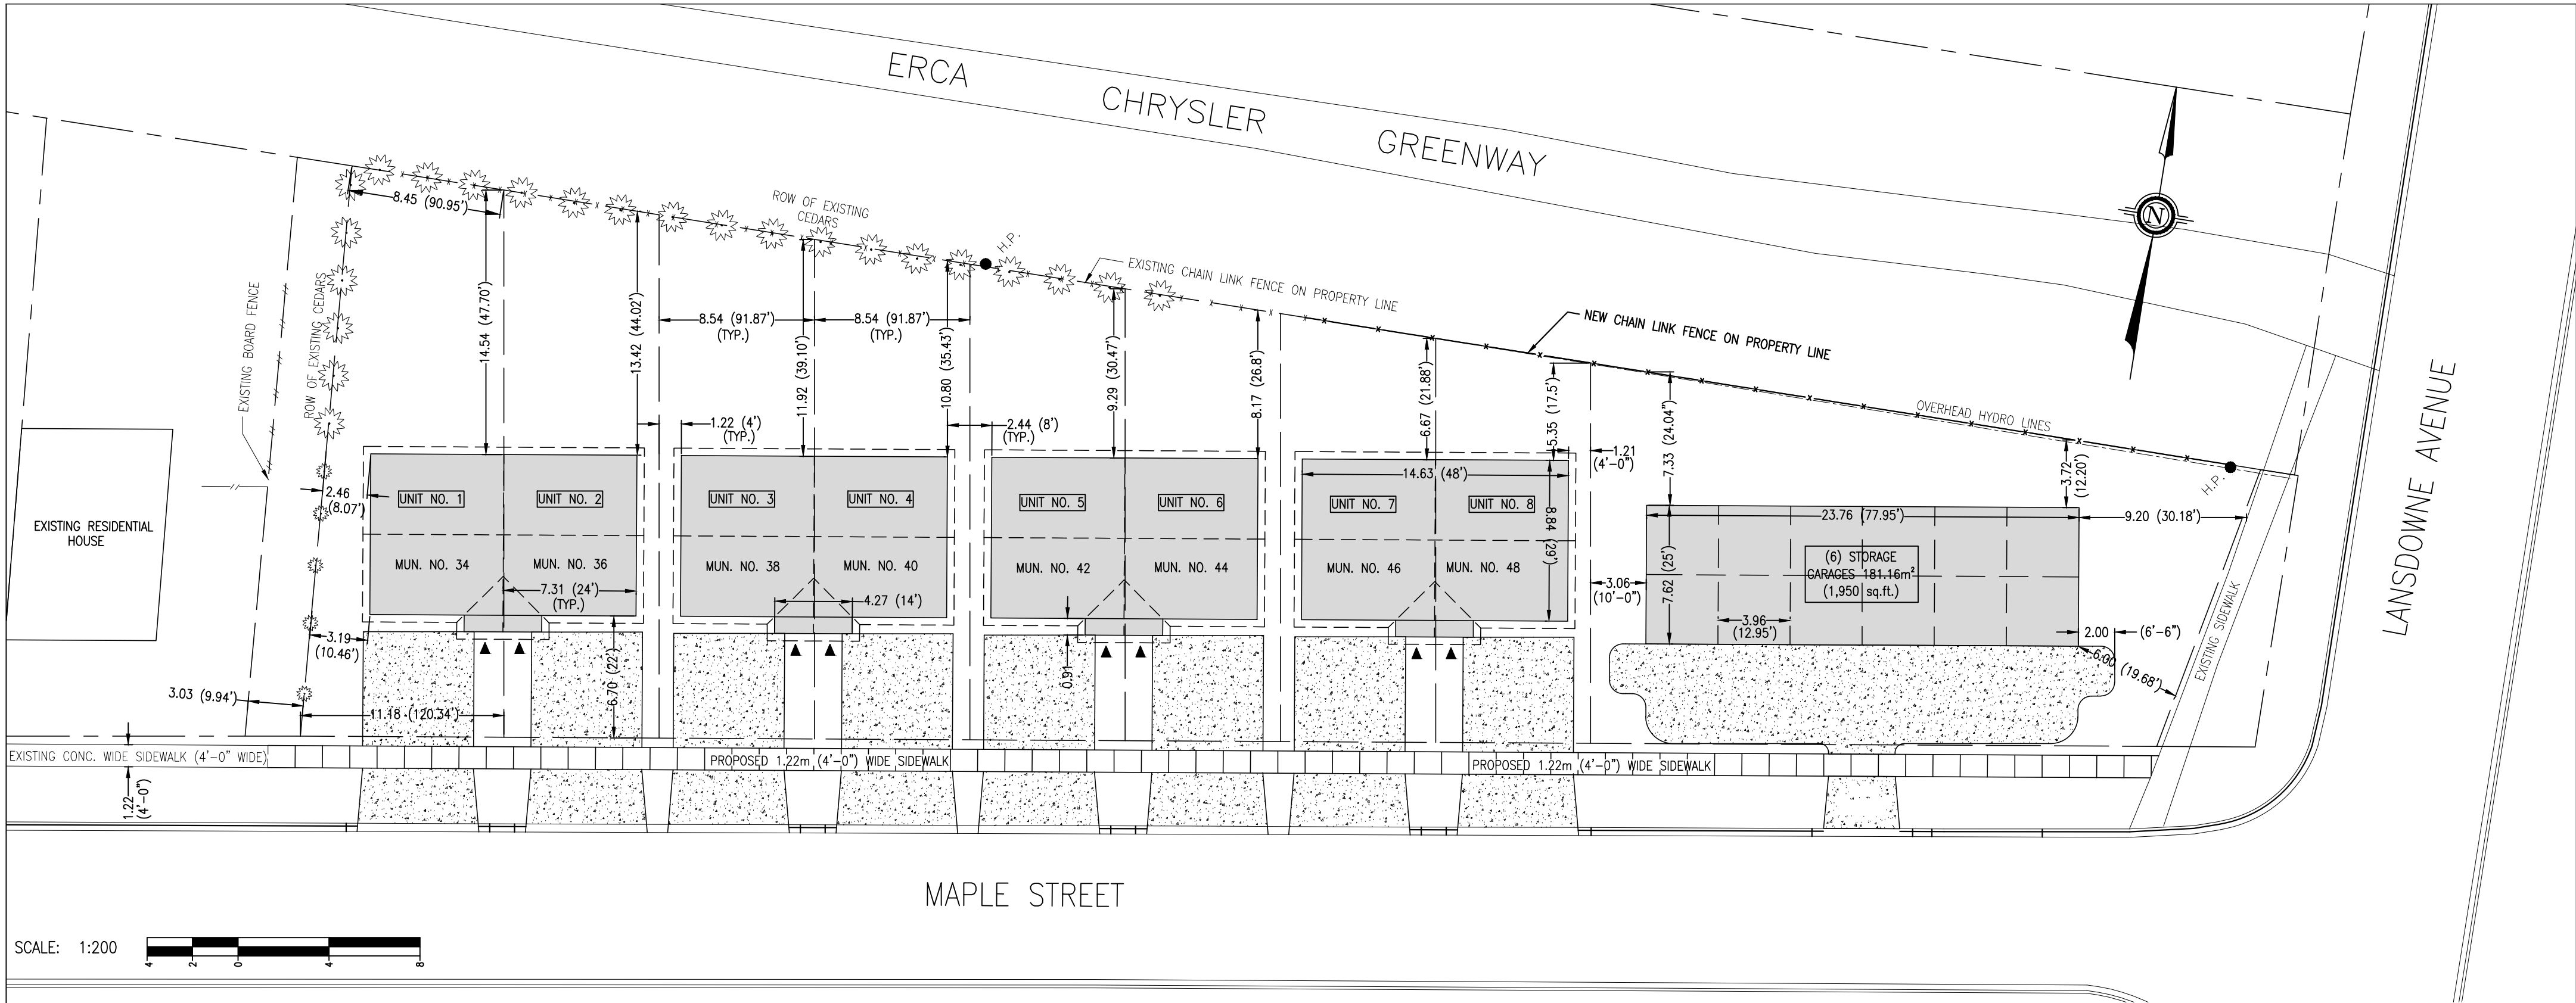 ERCA CHRYSLER GREENWAY
N
8.45 (90.95')
ROW OF EXISTING
CEDARS
H.P.
EXISTING CHAIN LINK FENCE ON PROPERTY LINE
NEW CHAIN LINK FENCE ON PROPERTY LINE
OVERHEAD HYDRO LINES
H.P.
LANSDOWNE AVENUE
EXISTING BOARD FENCE
ROW OF EXISTING CEDARS
14.54 (47.70')
13.42 (44.02')
8.54 (91.87')
(TYP.)
8.54 (91.87')
(TYP.)
11.92 (39.10')
10.80 (35.43')
9.29 (30.47')
8.17 (26.8')
6.67 (21.88')
5.35 (17.5')
7.33 (24.04")
3.72
(12.20')
1.22 (4')
(TYP.)
2.44 (8')
(TYP.)
1.21
(4'-0")
EXISTING RESIDENTIAL
HOUSE
2.46
(8.07')
UNIT NO. 1
UNIT NO. 2
UNIT NO. 3
UNIT NO. 4
UNIT NO. 5
UNIT NO. 6
UNIT NO. 7
UNIT NO. 8
14.63 (48')
8.84 (29')
23.76 (77.95')
9.20 (30.18')
MUN. NO. 34
MUN. NO. 36
MUN. NO. 38
MUN. NO. 40
MUN. NO. 42
MUN. NO. 44
MUN. NO. 46
MUN. NO. 48
(6) STORAGE
GARAGES 181.16m²
(1,950 sq.ft.)
7.31 (24')
(TYP.)
4.27 (14')
3.06
(10'-0")
7.62 (25')
3.96
(12.95')
2.00 (6'-6")
6.00 (19.68')
EXISTING SIDEWALK
3.19
(10.46')
6.70 (22')
0.91
3.03 (9.94')
11.18 (120.34')
EXISTING CONC. WIDE SIDEWALK (4'-0" WIDE)
PROPOSED 1.22m (4'-0") WIDE SIDEWALK
PROPOSED 1.22m (4'-0") WIDE SIDEWALK
1.22
(4'-0")
MAPLE STREET
SCALE: 1:200
4 2 0 4 8